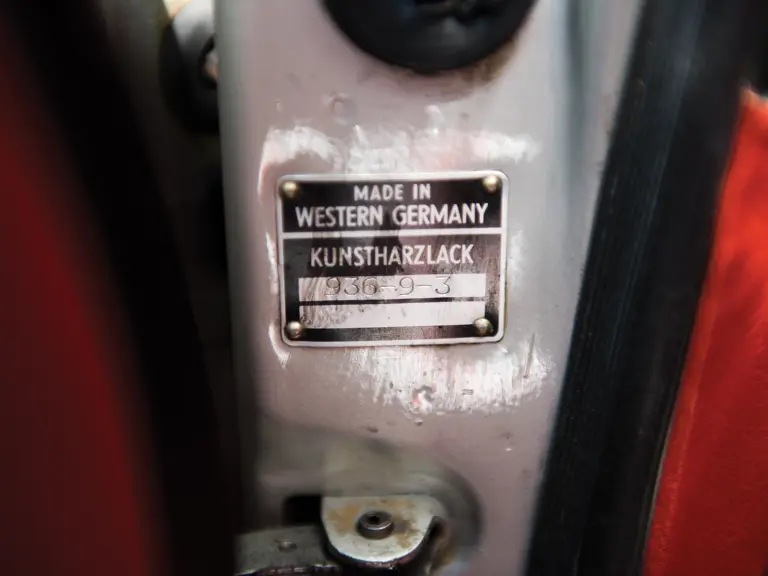 MADE IN
WESTERN GERMANY
KUNSTHARZLACK
936-9-3